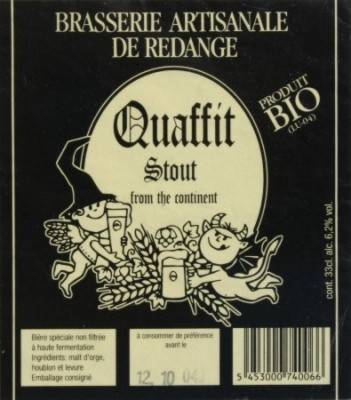 BRASSERIE ARTISANALE
DE REDANGE
PRODUIT
BIO
(LU-04)
Quaffit
Stout
from the continent
cont. 33cl. alc. 6,2% vol.
Bière spéciale non filtrée
à haute fermentation
Ingrédients: malt d'orge,
houblon et levure
Emballage consigné
à consommer de préférence
avant le
12 10 04
5 453000 740066